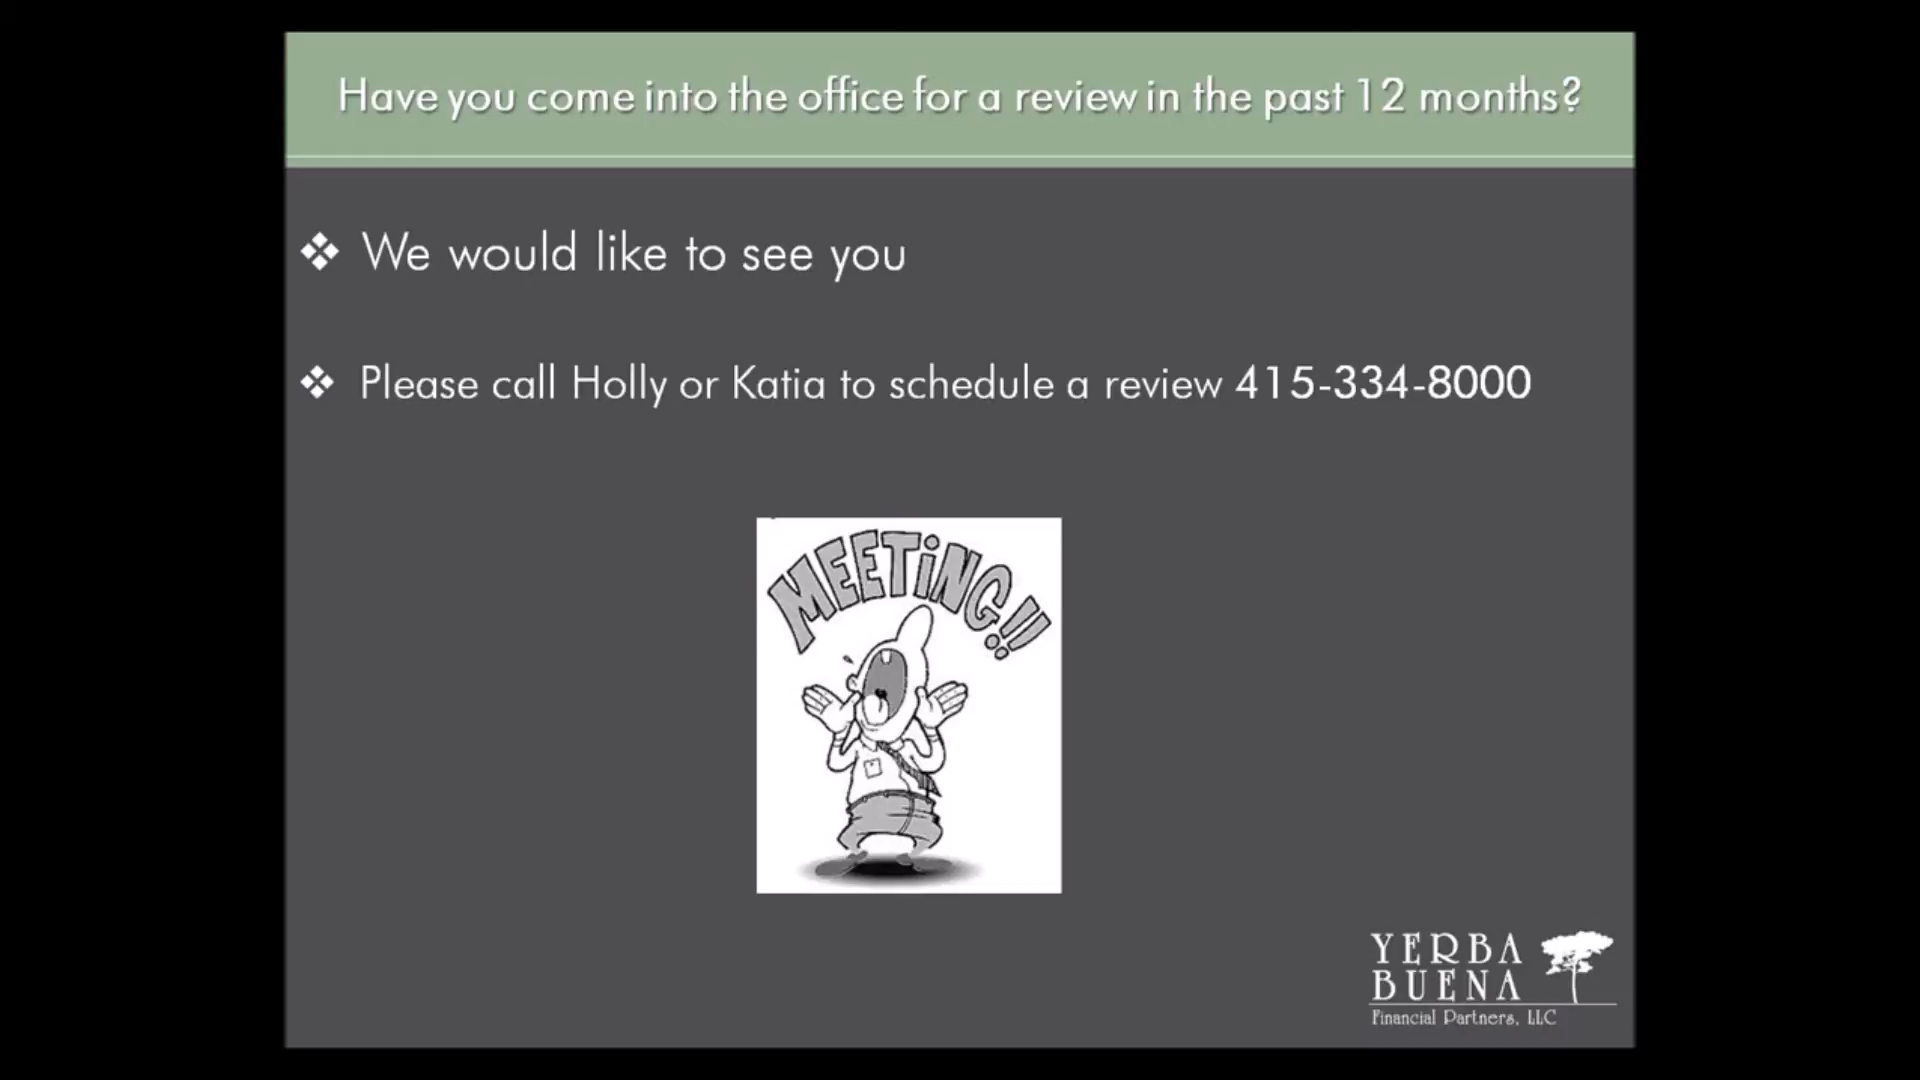 Have you come into the office for a review in the past 12 months?
We would like to see you
Please call Holly or Katia to schedule a review 415-334-8000
MEETiNG!!
YERBA
BUENA
Financial Partners, LLC